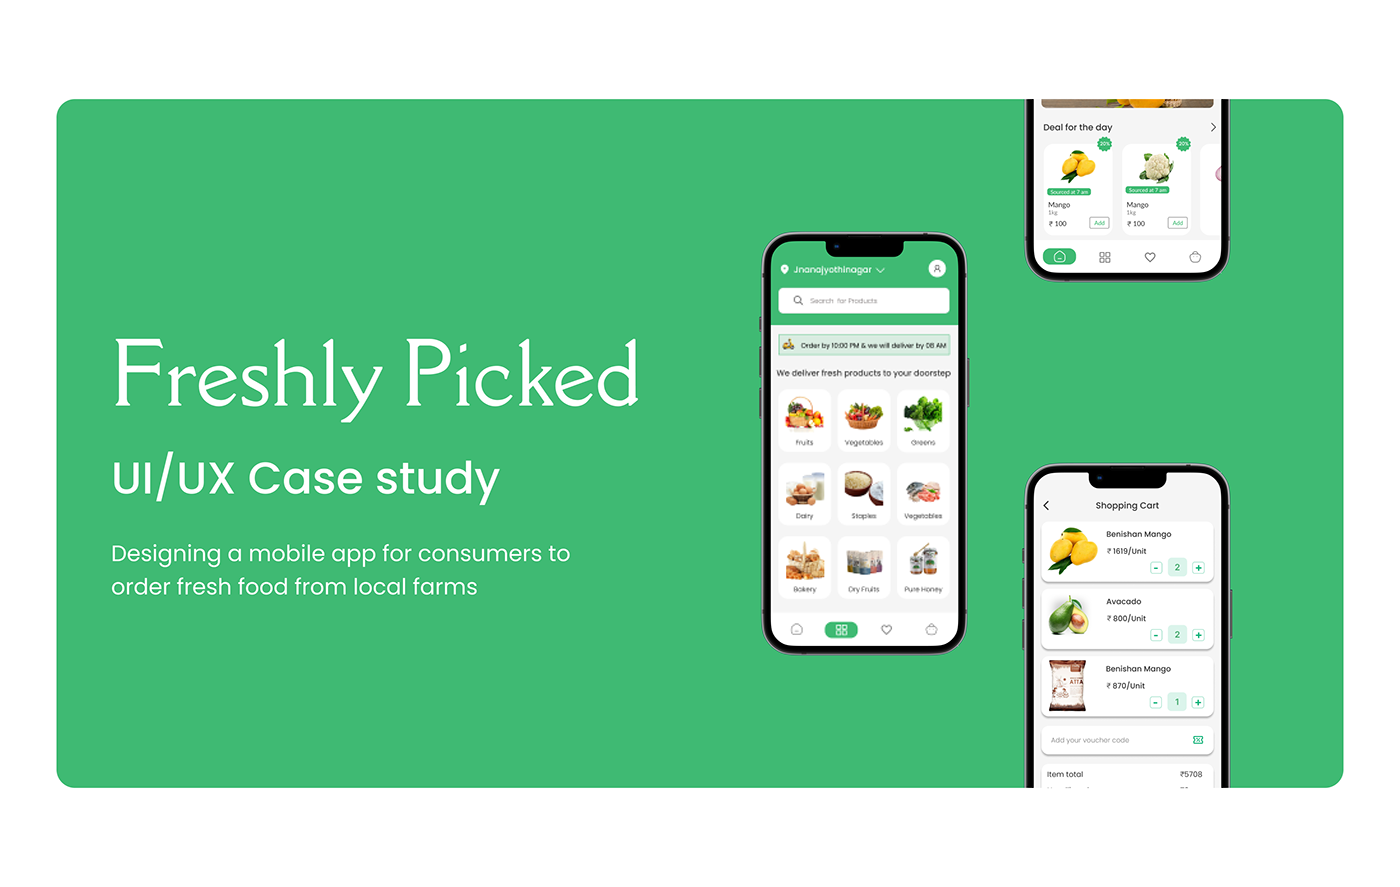 Freshly Picked
UI/UX Case study
Designing a mobile app for consumers to
order fresh food from local farms
Jnanajyothinagar
Search for Products
Order by 10:00 PM & we will deliver by 08 AM
We deliver fresh products to your doorstep
Fruits Vegetables Greens
Dairy Staples Vegetables
Bakery Dry Fruits Pure Honey
Deal for the day
20% 20%
Sourced at 7 am Sourced at 7 am
Mango Mango
1kg 1kg
₹ 100 Add ₹ 100 Add
Shopping Cart
Benishan Mango
₹ 1619/Unit
- 2 +
Avacado
₹ 800/Unit
- 2 +
ATTA
Benishan Mango
₹ 870/Unit
- 1 +
Add your voucher code
Item total ₹5708